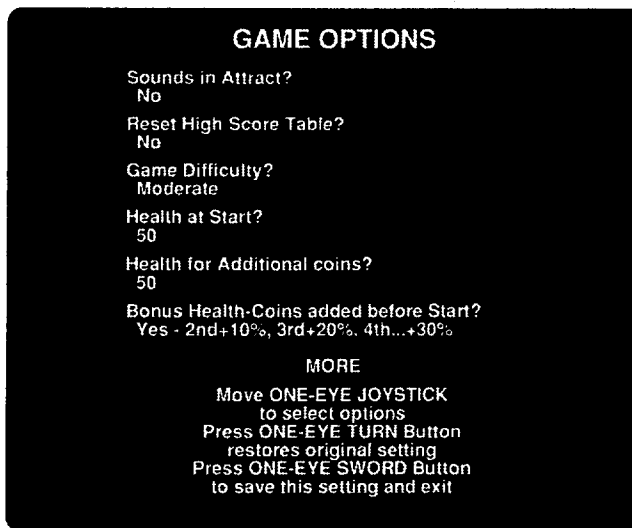 GAME OPTIONS
Sounds in Attract?
No
Reset High Score Table?
No
Game Difficulty?
Moderate
Health at Start?
50
Health for Additional coins?
50
Bonus Health-Coins added before Start?
Yes - 2nd+10%, 3rd+20%. 4th...+30%
MORE
Move ONE-EYE JOYSTICK
to select options
Press ONE-EYE TURN Button
restores original setting
Press ONE-EYE SWORD Button
to save this setting and exit